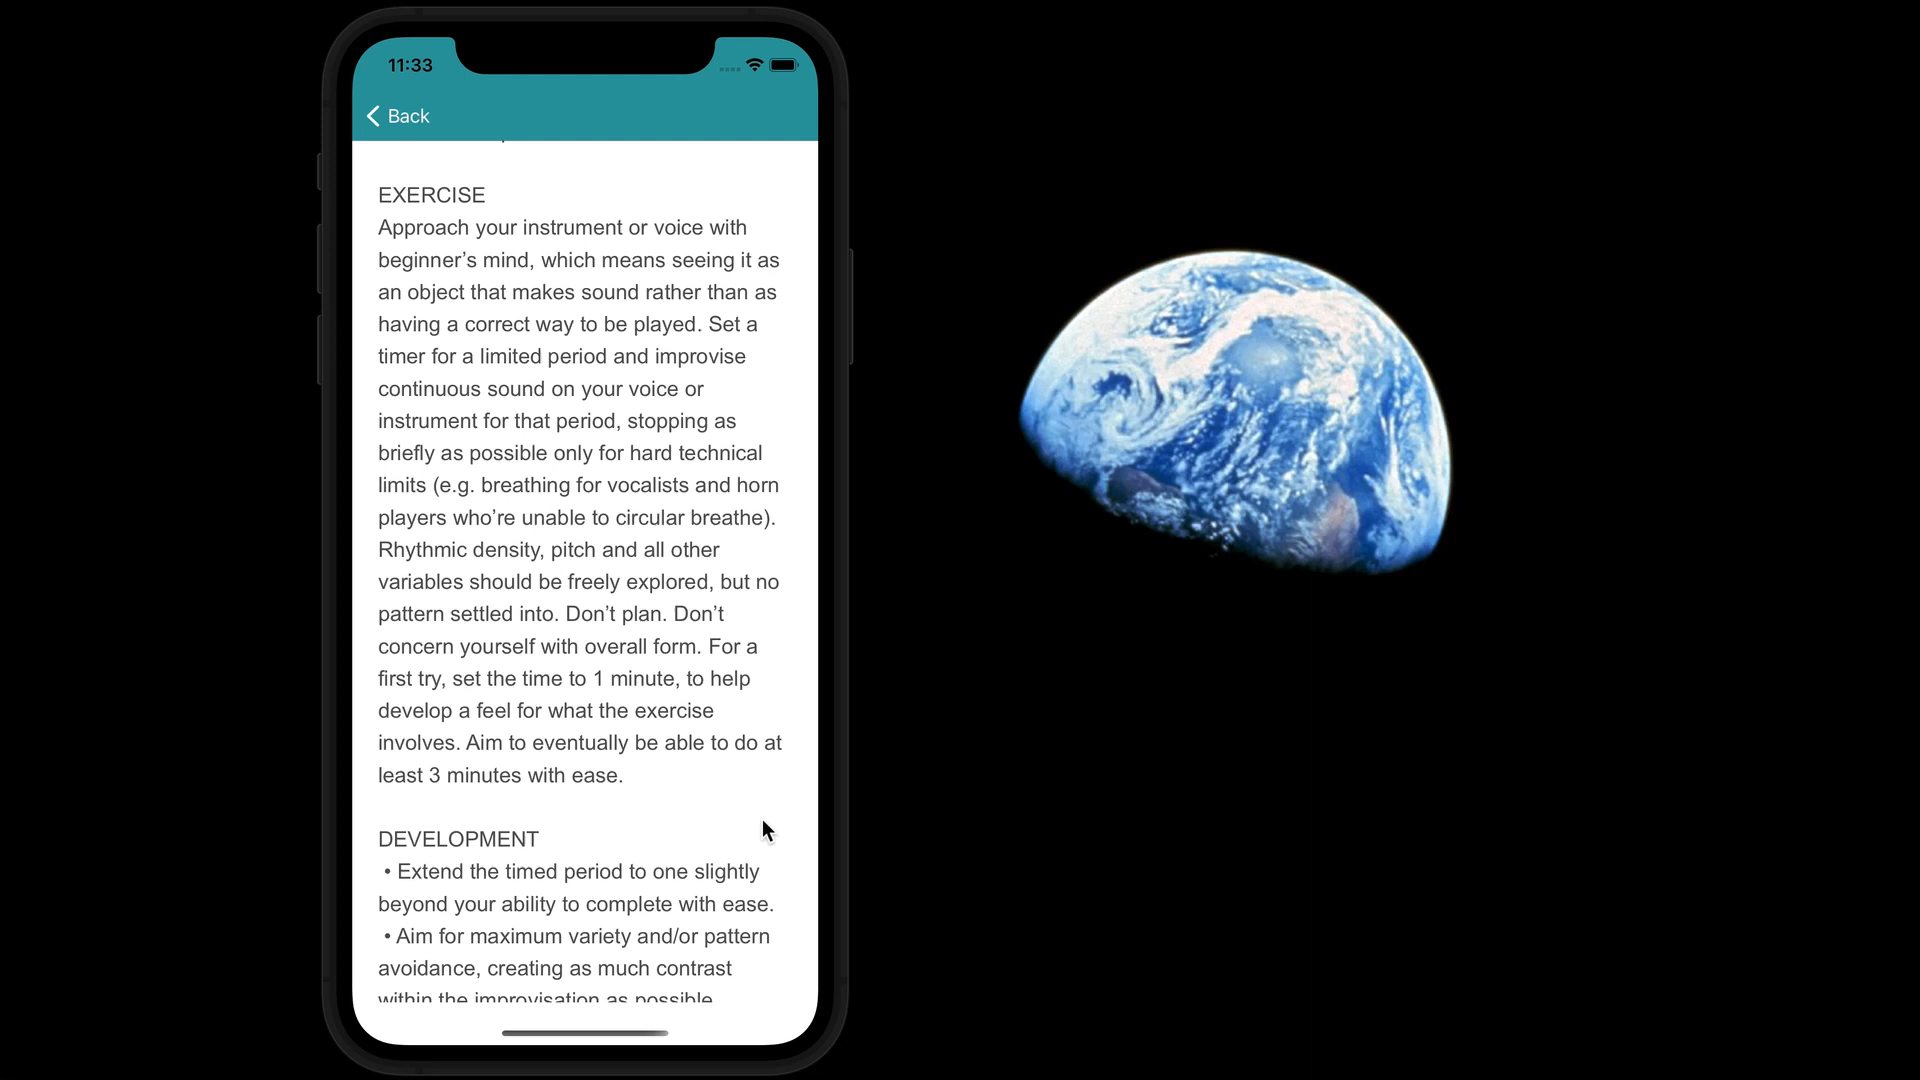 11:33
Back
EXERCISE
Approach your instrument or voice with
beginner’s mind, which means seeing it as
an object that makes sound rather than as
having a correct way to be played. Set a
timer for a limited period and improvise
continuous sound on your voice or
instrument for that period, stopping as
briefly as possible only for hard technical
limits (e.g. breathing for vocalists and horn
players who’re unable to circular breathe).
Rhythmic density, pitch and all other
variables should be freely explored, but no
pattern settled into. Don’t plan. Don’t
concern yourself with overall form. For a
first try, set the time to 1 minute, to help
develop a feel for what the exercise
involves. Aim to eventually be able to do at
least 3 minutes with ease.
DEVELOPMENT
• Extend the timed period to one slightly
beyond your ability to complete with ease.
• Aim for maximum variety and/or pattern
avoidance, creating as much contrast
within the improvisation as possible